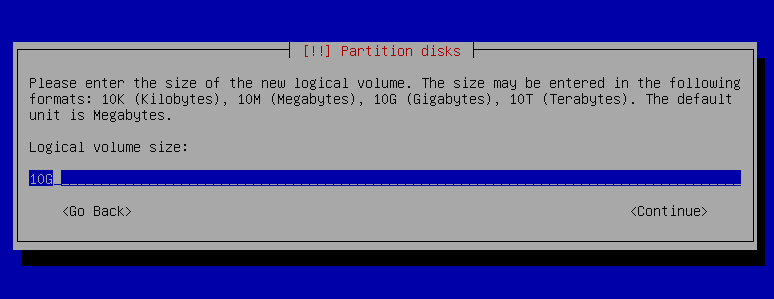 [!!] Partition disks
Please enter the size of the new logical volume. The size may be entered in the following
formats: 10K (Kilobytes), 10M (Megabytes), 10G (Gigabytes), 10T (Terabytes). The default
unit is Megabytes.
Logical volume size:
10G
<Go Back> <Continue>